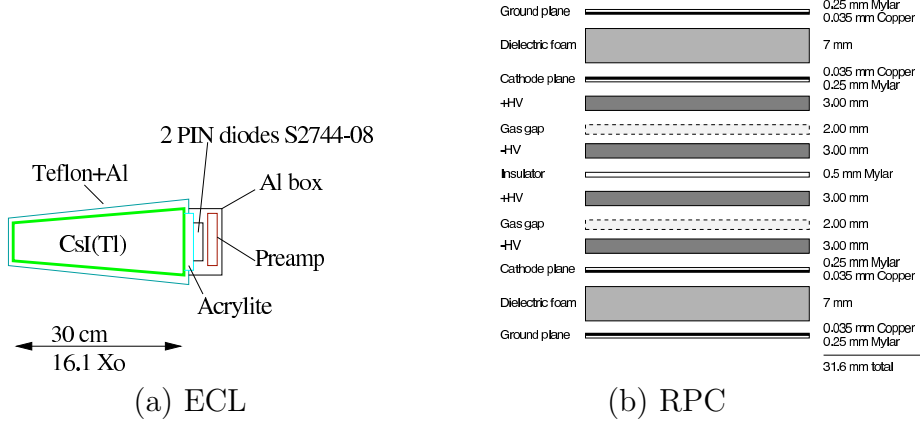 2 PIN diodes S2744-08
Teflon+Al
Al box
CsI(Tl)
Preamp
Acrylite
30 cm
16.1 Xo
(a) ECL
Ground plane
0.25 mm Mylar
0.035 mm Copper
Dielectric foam
7 mm
Cathode plane
0.035 mm Copper
0.25 mm Mylar
+HV
3.00 mm
Gas gap
2.00 mm
-HV
3.00 mm
Insulator
0.5 mm Mylar
+HV
3.00 mm
Gas gap
2.00 mm
-HV
3.00 mm
Cathode plane
0.25 mm Mylar
0.035 mm Copper
Dielectric foam
7 mm
Ground plane
0.035 mm Copper
0.25 mm Mylar
31.6 mm total
(b) RPC